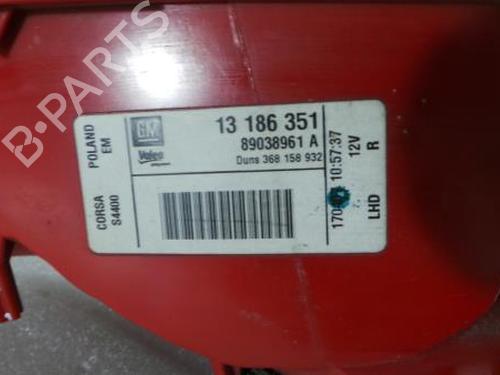 B-PARTS
GM
13 186 351
Valeo
89038961 A
Duns 368 158 932
POLAND
EM
CORSA
S4400
10:57:37
12V
R
LHD